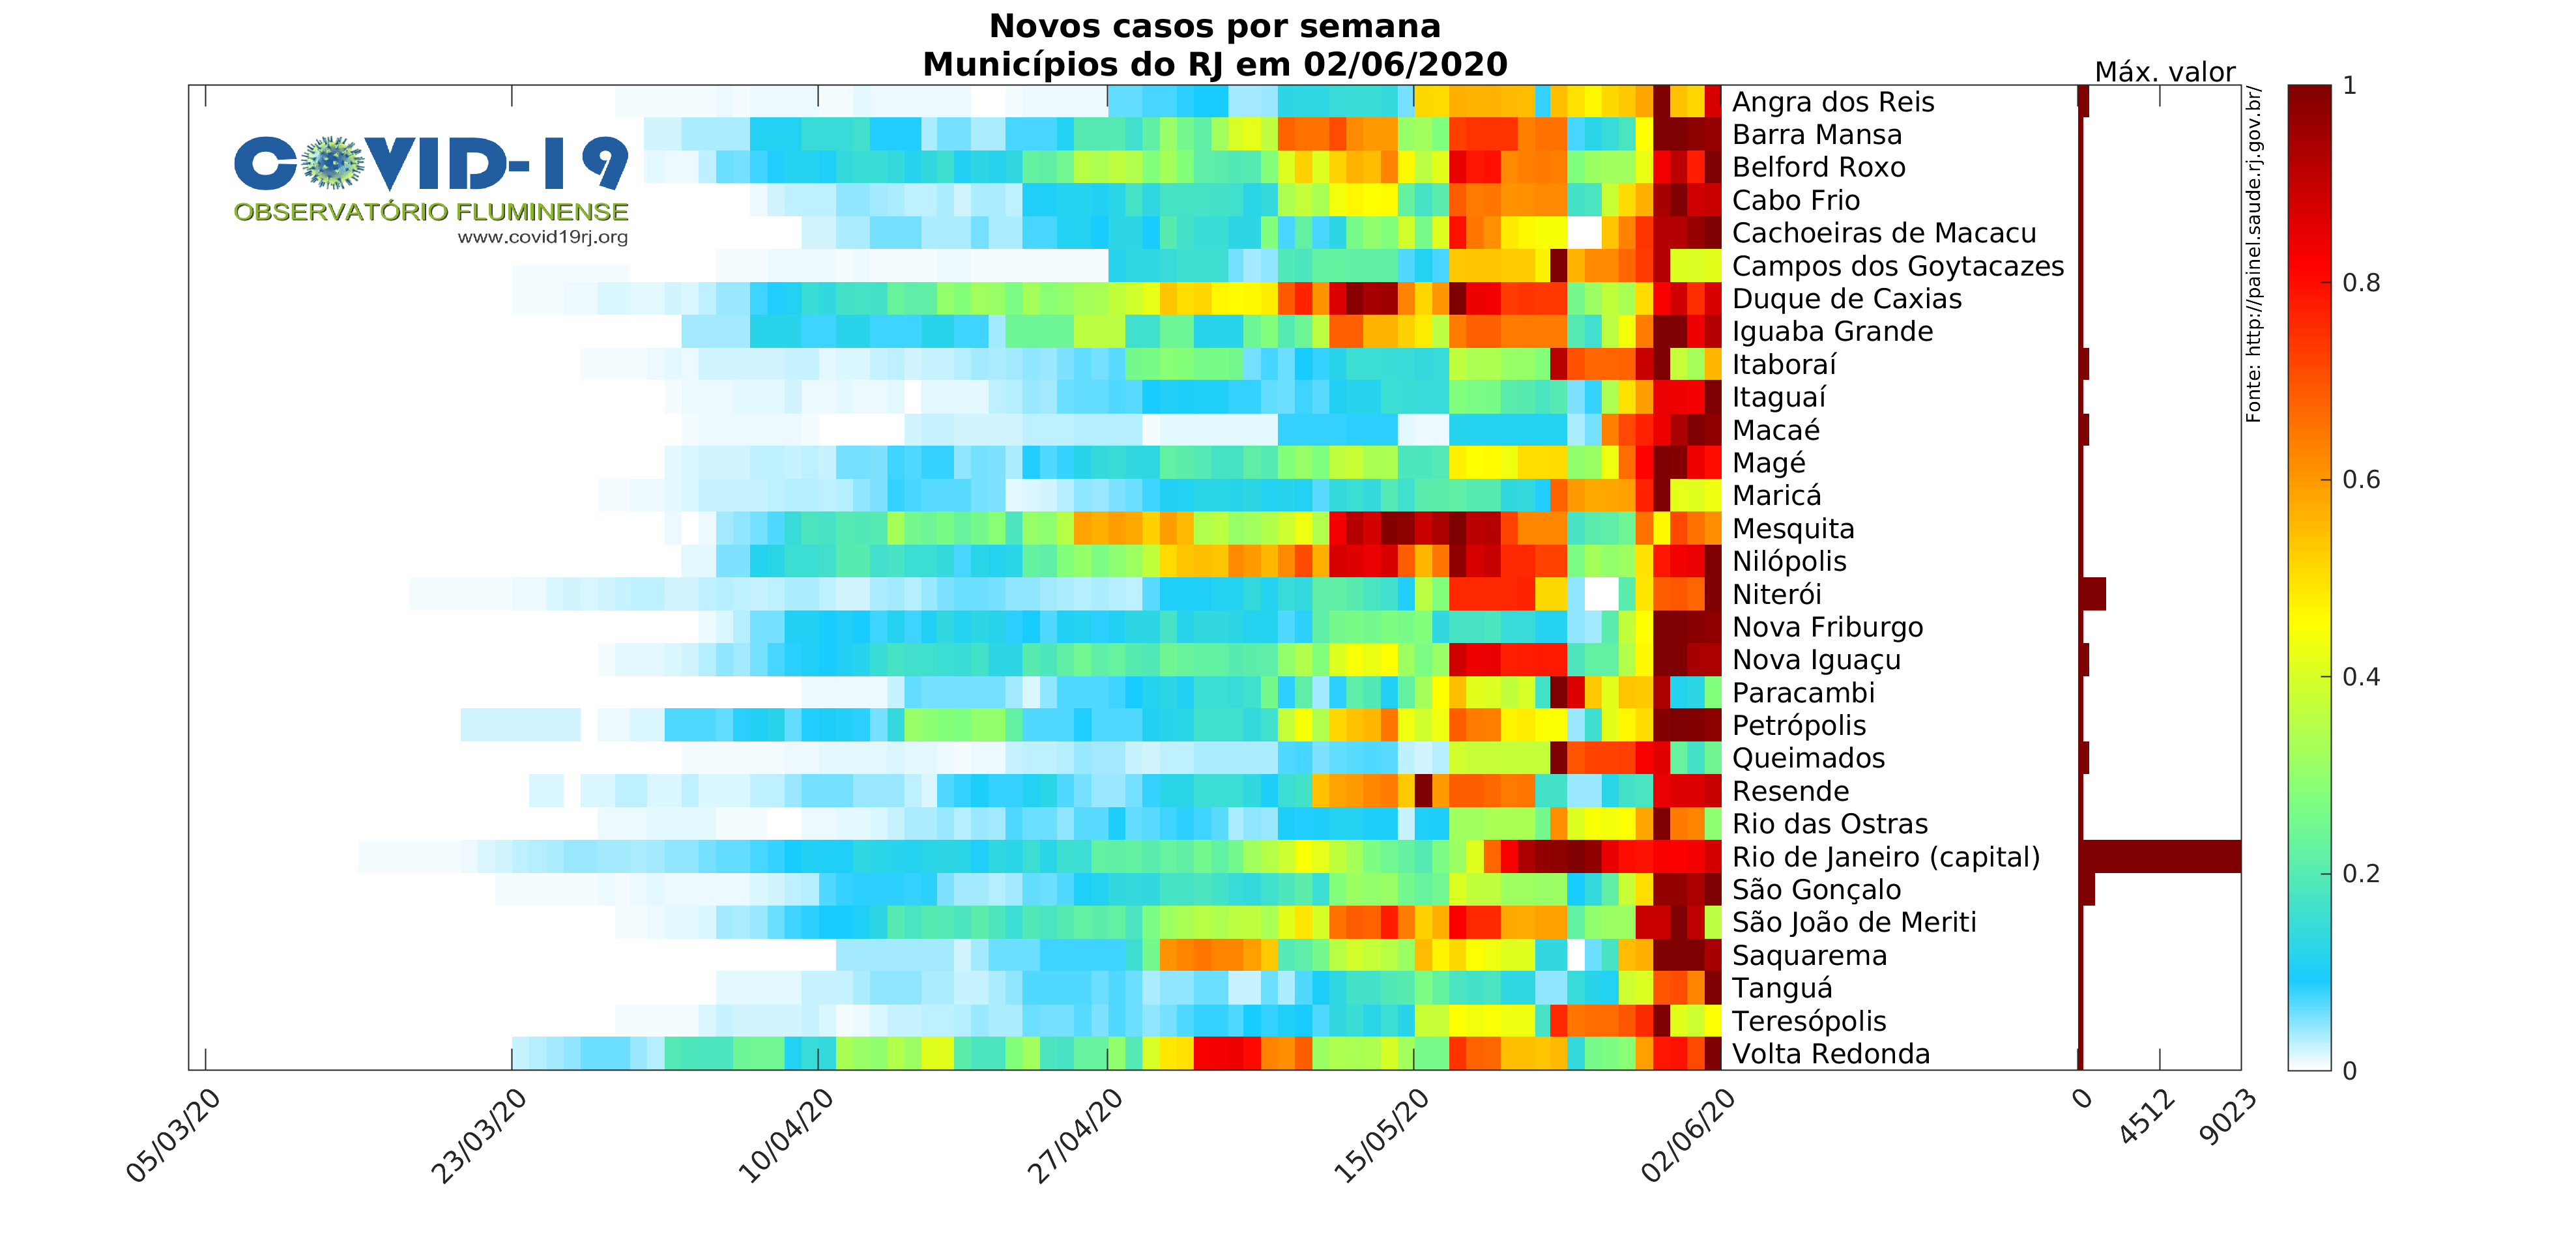 Novos casos por semana
Municípios do RJ em 02/06/2020
Máx. valor
COVID-19
OBSERVATÓRIO FLUMINENSE
www.covid19rj.org
Angra dos Reis
Barra Mansa
Belford Roxo
Cabo Frio
Cachoeiras de Macacu
Campos dos Goytacazes
Duque de Caxias
Iguaba Grande
Itaboraí
Itaguaí
Macaé
Magé
Maricá
Mesquita
Nilópolis
Niterói
Nova Friburgo
Nova Iguaçu
Paracambi
Petrópolis
Queimados
Resende
Rio das Ostras
Rio de Janeiro (capital)
São Gonçalo
São João de Meriti
Saquarema
Tanguá
Teresópolis
Volta Redonda
Fonte: http://painel.saude.rj.gov.br/
1
0.8
0.6
0.4
0.2
0
05/03/20
23/03/20
10/04/20
27/04/20
15/05/20
02/06/20
0
4512
9023